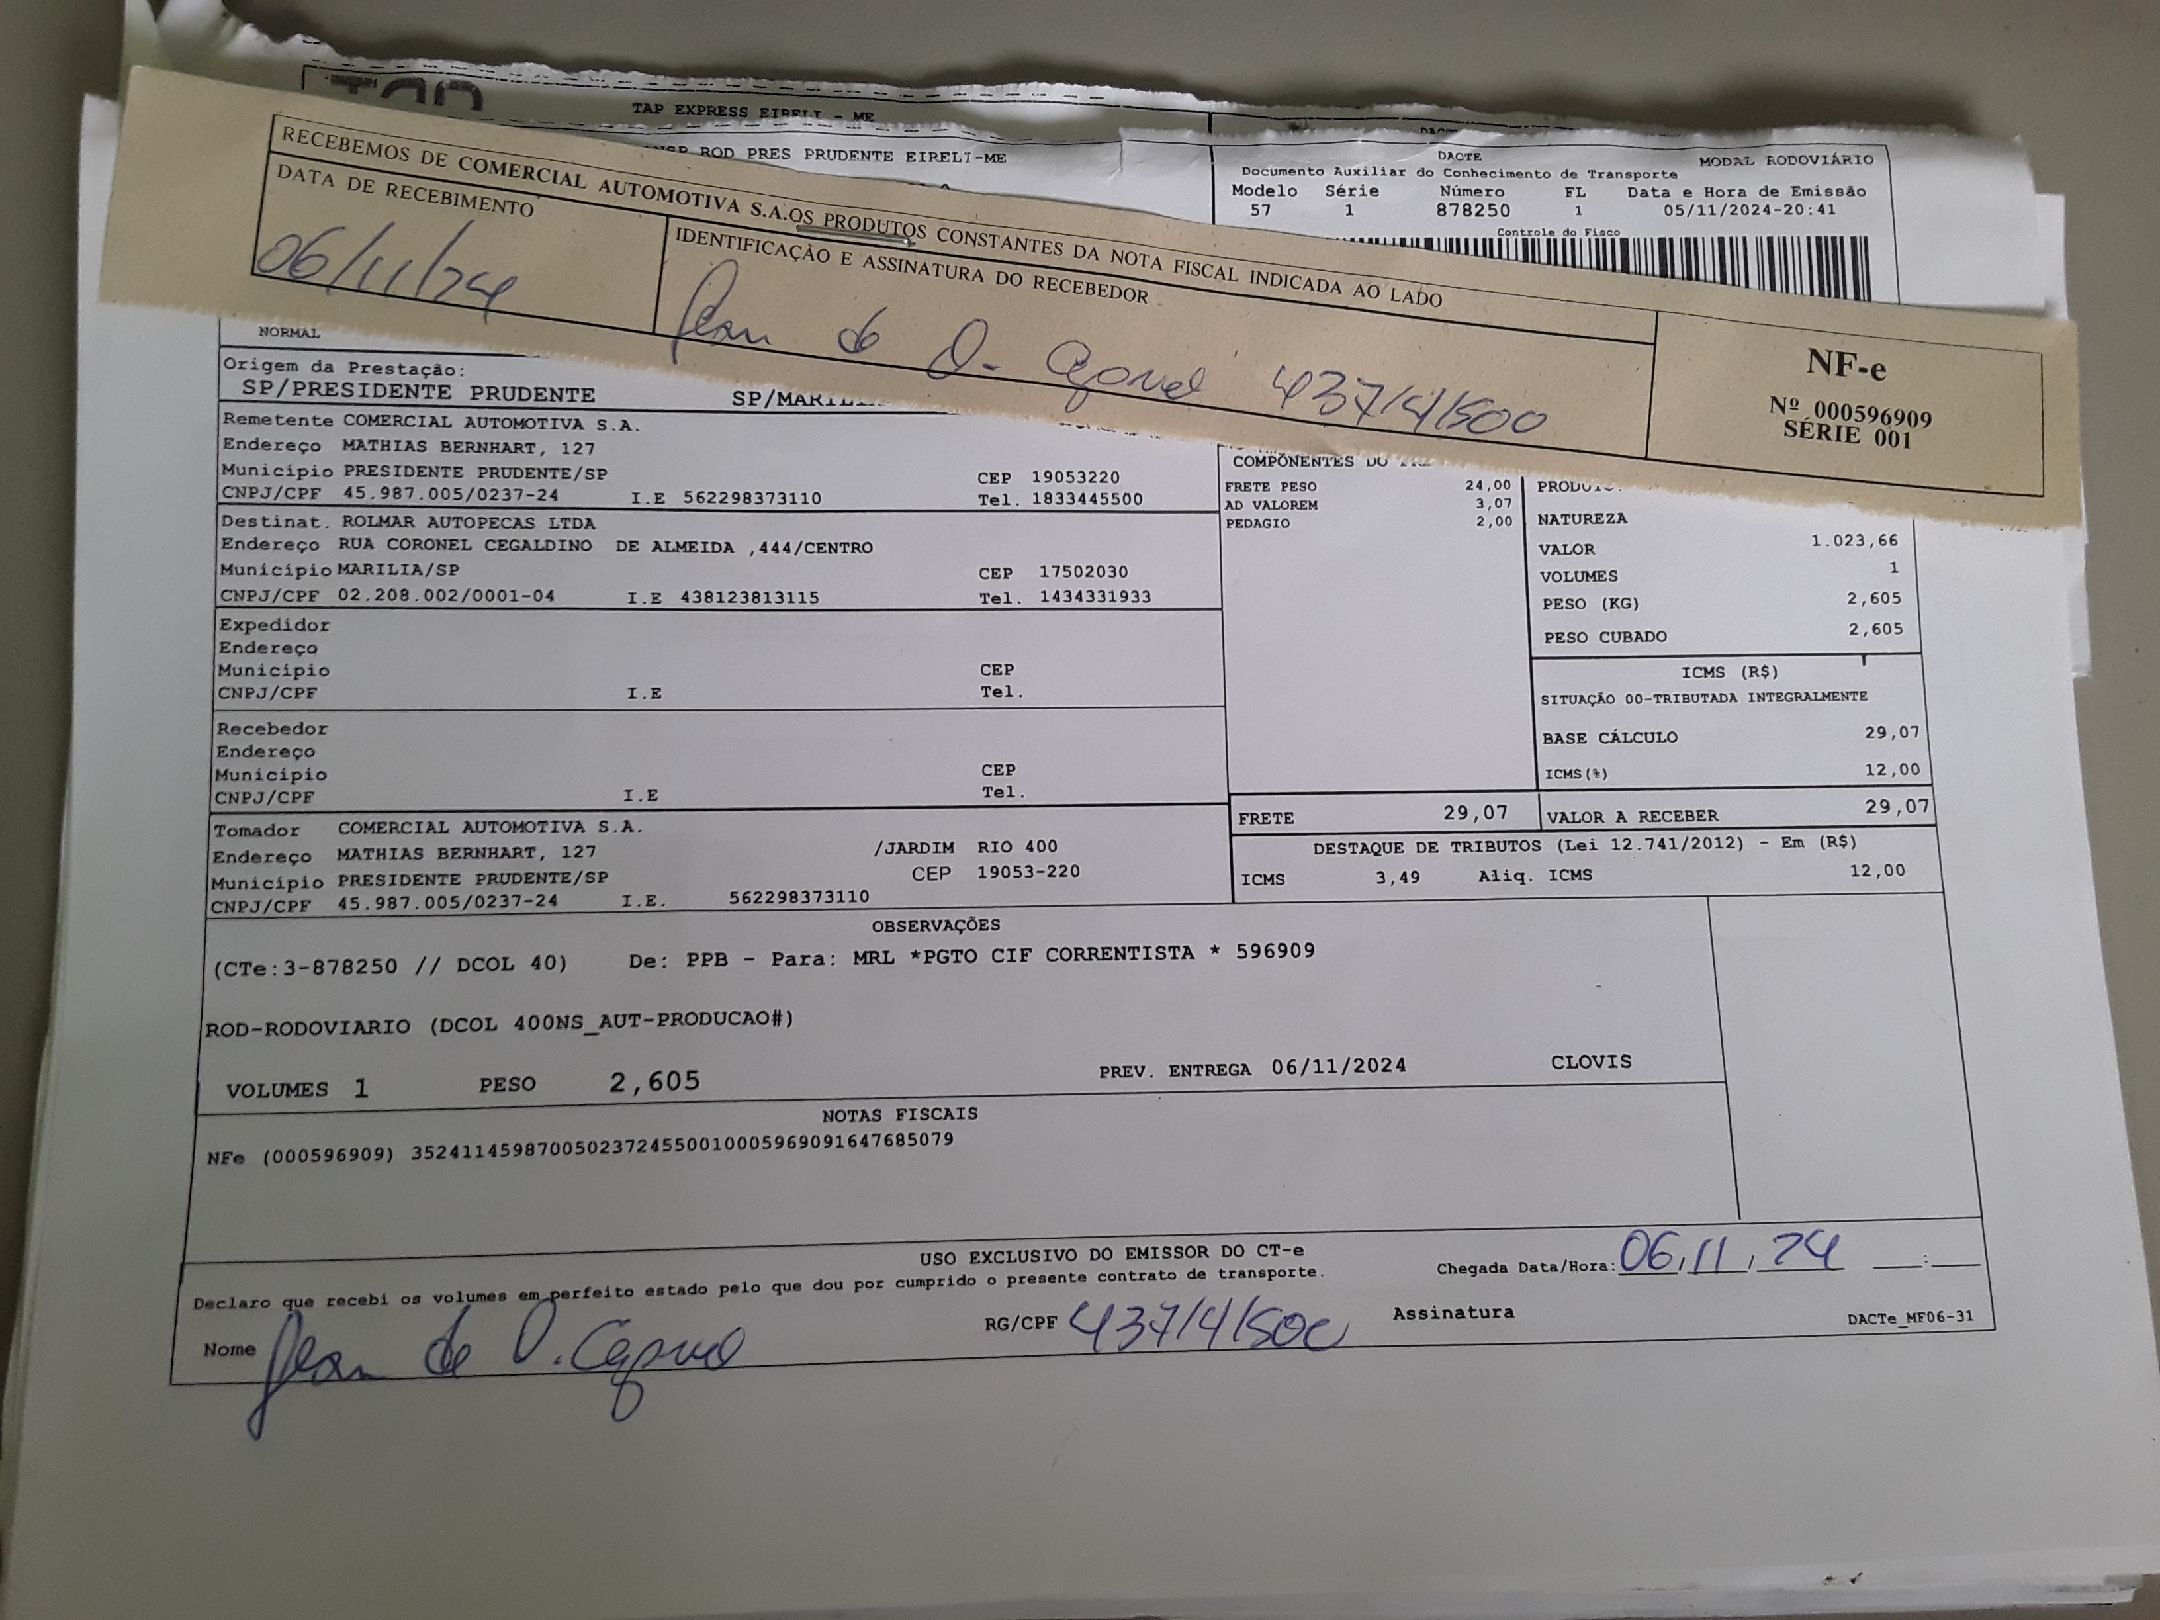 TAP EXPRESS EIRELI - ME
ROD PRES PRUDENTE EIRELI-ME
DACTE
MODAL RODOVIÁRIO
Documento Auxiliar do Conhecimento de Transporte
Modelo Série Número FL Data e Hora de Emissão
57 1 878250 1 05/11/2024-20:41
Controle do Fisco
RECEBEMOS DE COMERCIAL AUTOMOTIVA S.A.OS PRODUTOS CONSTANTES DA NOTA FISCAL INDICADA AO LADO
DATA DE RECEBIMENTO
06/11/24
IDENTIFICAÇÃO E ASSINATURA DO RECEBEDOR
de O. 437141500
NF-e
Nº 000596909
SÉRIE 001
NORMAL
Origem da Prestação:
SP/PRESIDENTE PRUDENTE
Remetente COMERCIAL AUTOMOTIVA S.A.
Endereço MATHIAS BERNHART, 127
Município PRESIDENTE PRUDENTE/SP CEP 19053220
CNPJ/CPF 45.987.005/0237-24 I.E 562298373110 Tel. 1833445500
Destinat. ROLMAR AUTOPECAS LTDA
Endereço RUA CORONEL CEGALDINO DE ALMEIDA ,444/CENTRO
Município MARILIA/SP CEP 17502030
CNPJ/CPF 02.208.002/0001-04 I.E 438123813115 Tel. 1434331933
Expedidor
Endereço
Município CEP
CNPJ/CPF I.E Tel.
Recebedor
Endereço
Município CEP
CNPJ/CPF I.E Tel.
Tomador COMERCIAL AUTOMOTIVA S.A.
Endereço MATHIAS BERNHART, 127 /JARDIM RIO 400
Município PRESIDENTE PRUDENTE/SP CEP 19053-220
CNPJ/CPF 45.987.005/0237-24 I.E. 562298373110
COMPONENTES DO
FRETE PESO 24,00
AD VALOREM 3,07
PEDAGIO 2,00
NATUREZA
VALOR 1.023,66
VOLUMES 1
PESO (KG) 2,605
PESO CUBADO 2,605
ICMS (R$)
SITUAÇÃO 00-TRIBUTADA INTEGRALMENTE
BASE CÁLCULO 29,07
ICMS(%) 12,00
FRETE 29,07 VALOR A RECEBER 29,07
DESTAQUE DE TRIBUTOS (Lei 12.741/2012) - Em (R$)
ICMS 3,49 Aliq. ICMS 12,00
OBSERVAÇÕES
(CTe:3-878250 // DCOL 40) De: PPB - Para: MRL *PGTO CIF CORRENTISTA * 596909
ROD-RODOVIARIO (DCOL 400NS_AUT-PRODUCAO#)
VOLUMES 1 PESO 2,605 PREV. ENTREGA 06/11/2024 CLOVIS
NOTAS FISCAIS
NFe (000596909) 35241145987005023724550010005969091647685079
USO EXCLUSIVO DO EMISSOR DO CT-e
Declaro que recebi os volumes em perfeito estado pelo que dou por cumprido o presente contrato de transporte.
Chegada Data/Hora: 06/11/24 __:__
Nome de O. RG/CPF 437141500 Assinatura
DACTe_MF06-31